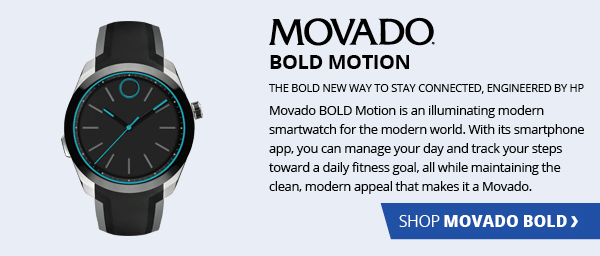 MOVADO.
BOLD MOTION
THE BOLD NEW WAY TO STAY CONNECTED, ENGINEERED BY HP
Movado BOLD Motion is an illuminating modern
smartwatch for the modern world. With its smartphone
app, you can manage your day and track your steps
toward a daily fitness goal, all while maintaining the
clean, modern appeal that makes it a Movado.
SHOP MOVADO BOLD ›